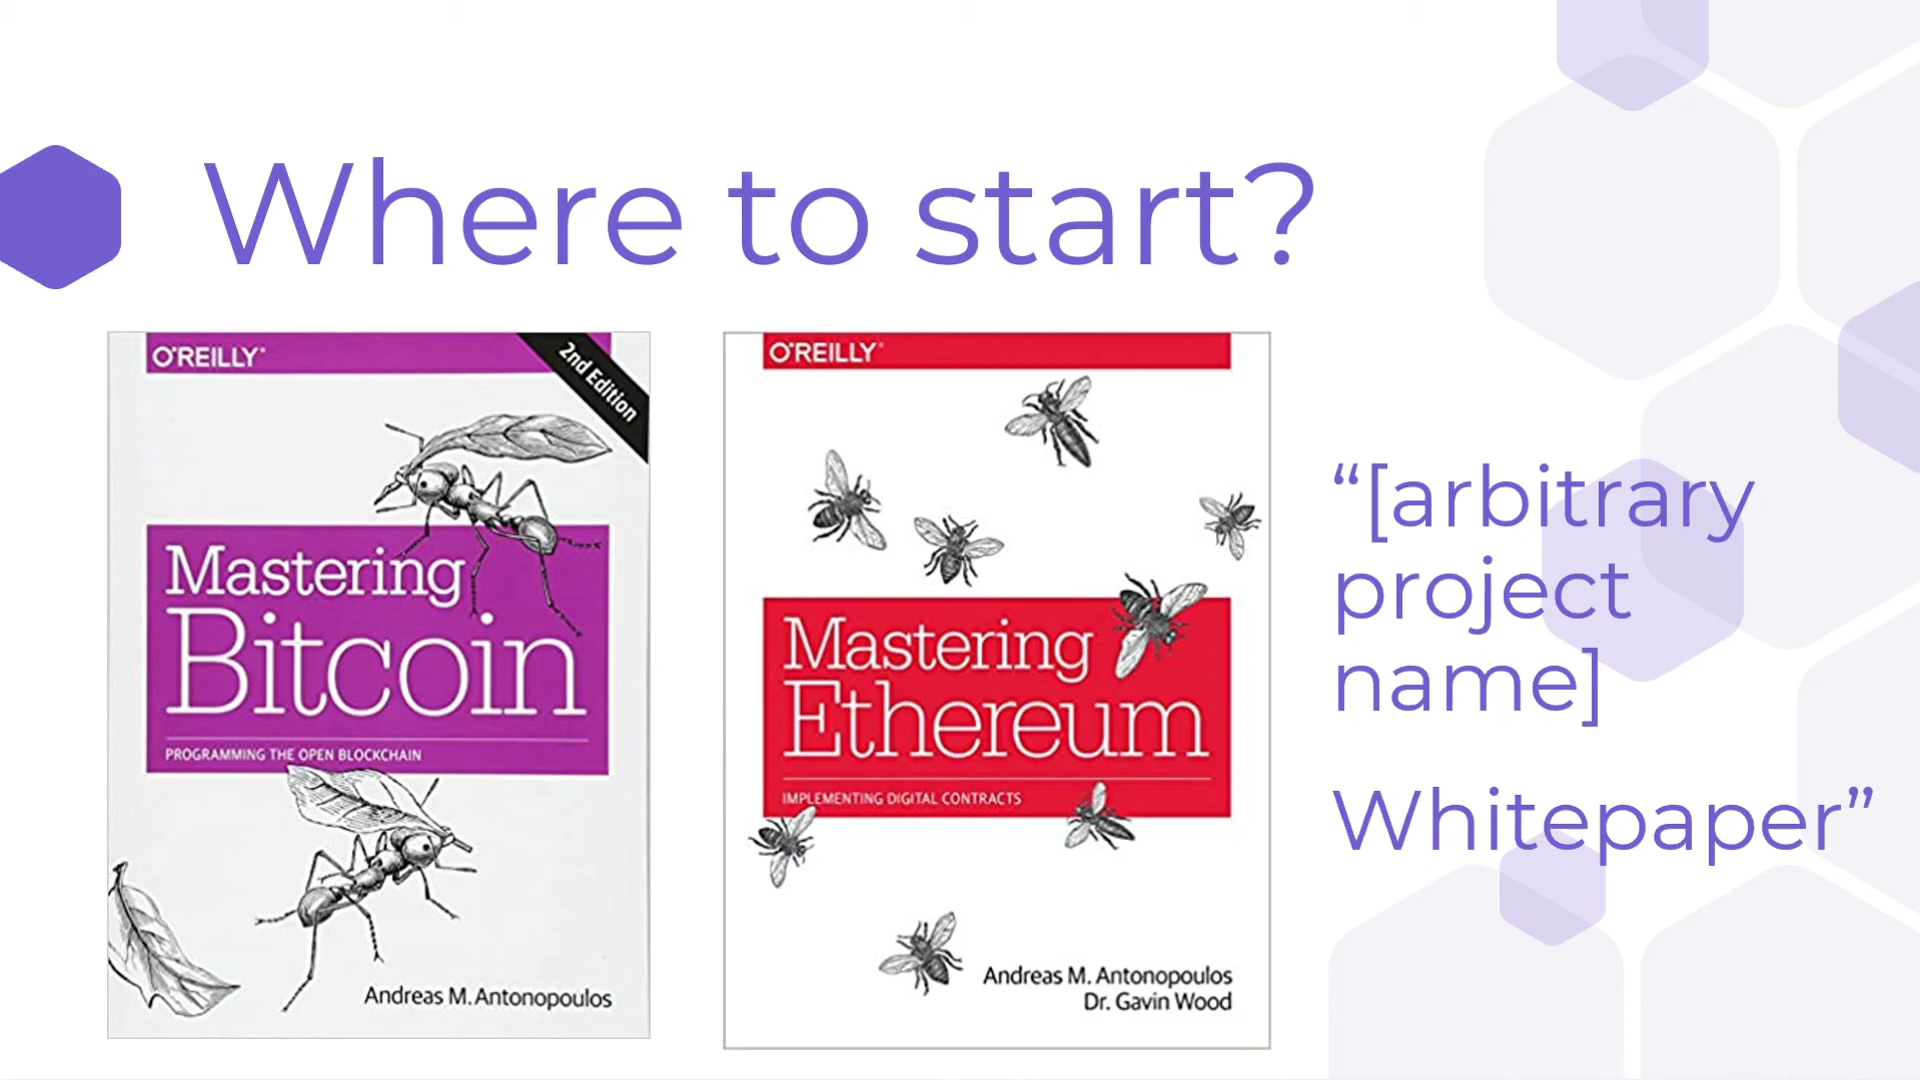 Where to start?
O'REILLY®
2nd Edition
Mastering
Bitcoin
PROGRAMMING THE OPEN BLOCKCHAIN
Andreas M. Antonopoulos
O'REILLY®
Mastering
Ethereum
IMPLEMENTING DIGITAL CONTRACTS
Andreas M. Antonopoulos
Dr. Gavin Wood
“[arbitrary
project
name]
Whitepaper”